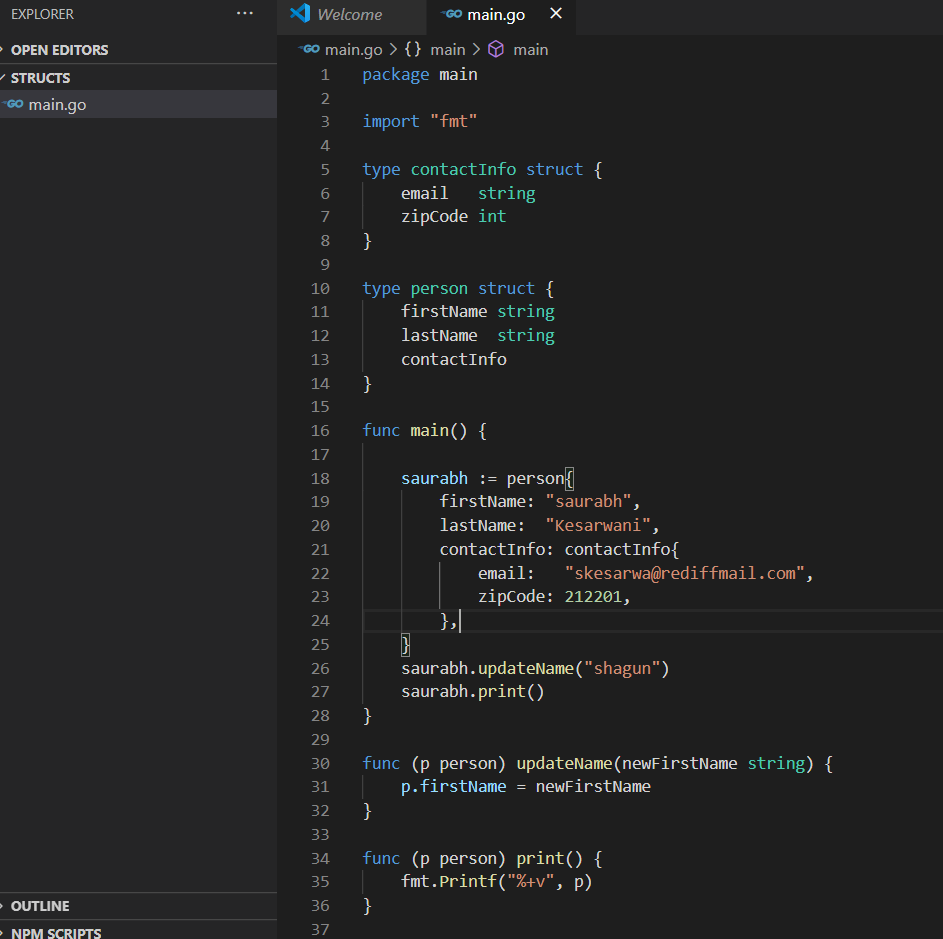 EXPLORER ···
OPEN EDITORS
STRUCTS
GO main.go
OUTLINE
NPM SCRIPTS
Welcome GO main.go ×
GO main.go > {} main > main
1 package main
2
3 import "fmt"
4
5 type contactInfo struct {
6     email   string
7     zipCode int
8 }
9
10 type person struct {
11     firstName string
12     lastName  string
13     contactInfo
14 }
15
16 func main() {
17
18     saurabh := person{
19         firstName: "saurabh",
20         lastName:  "Kesarwani",
21         contactInfo: contactInfo{
22             email:   "skesarwa@rediffmail.com",
23             zipCode: 212201,
24         },
25     }
26     saurabh.updateName("shagun")
27     saurabh.print()
28 }
29
30 func (p person) updateName(newFirstName string) {
31     p.firstName = newFirstName
32 }
33
34 func (p person) print() {
35     fmt.Printf("%+v", p)
36 }
37